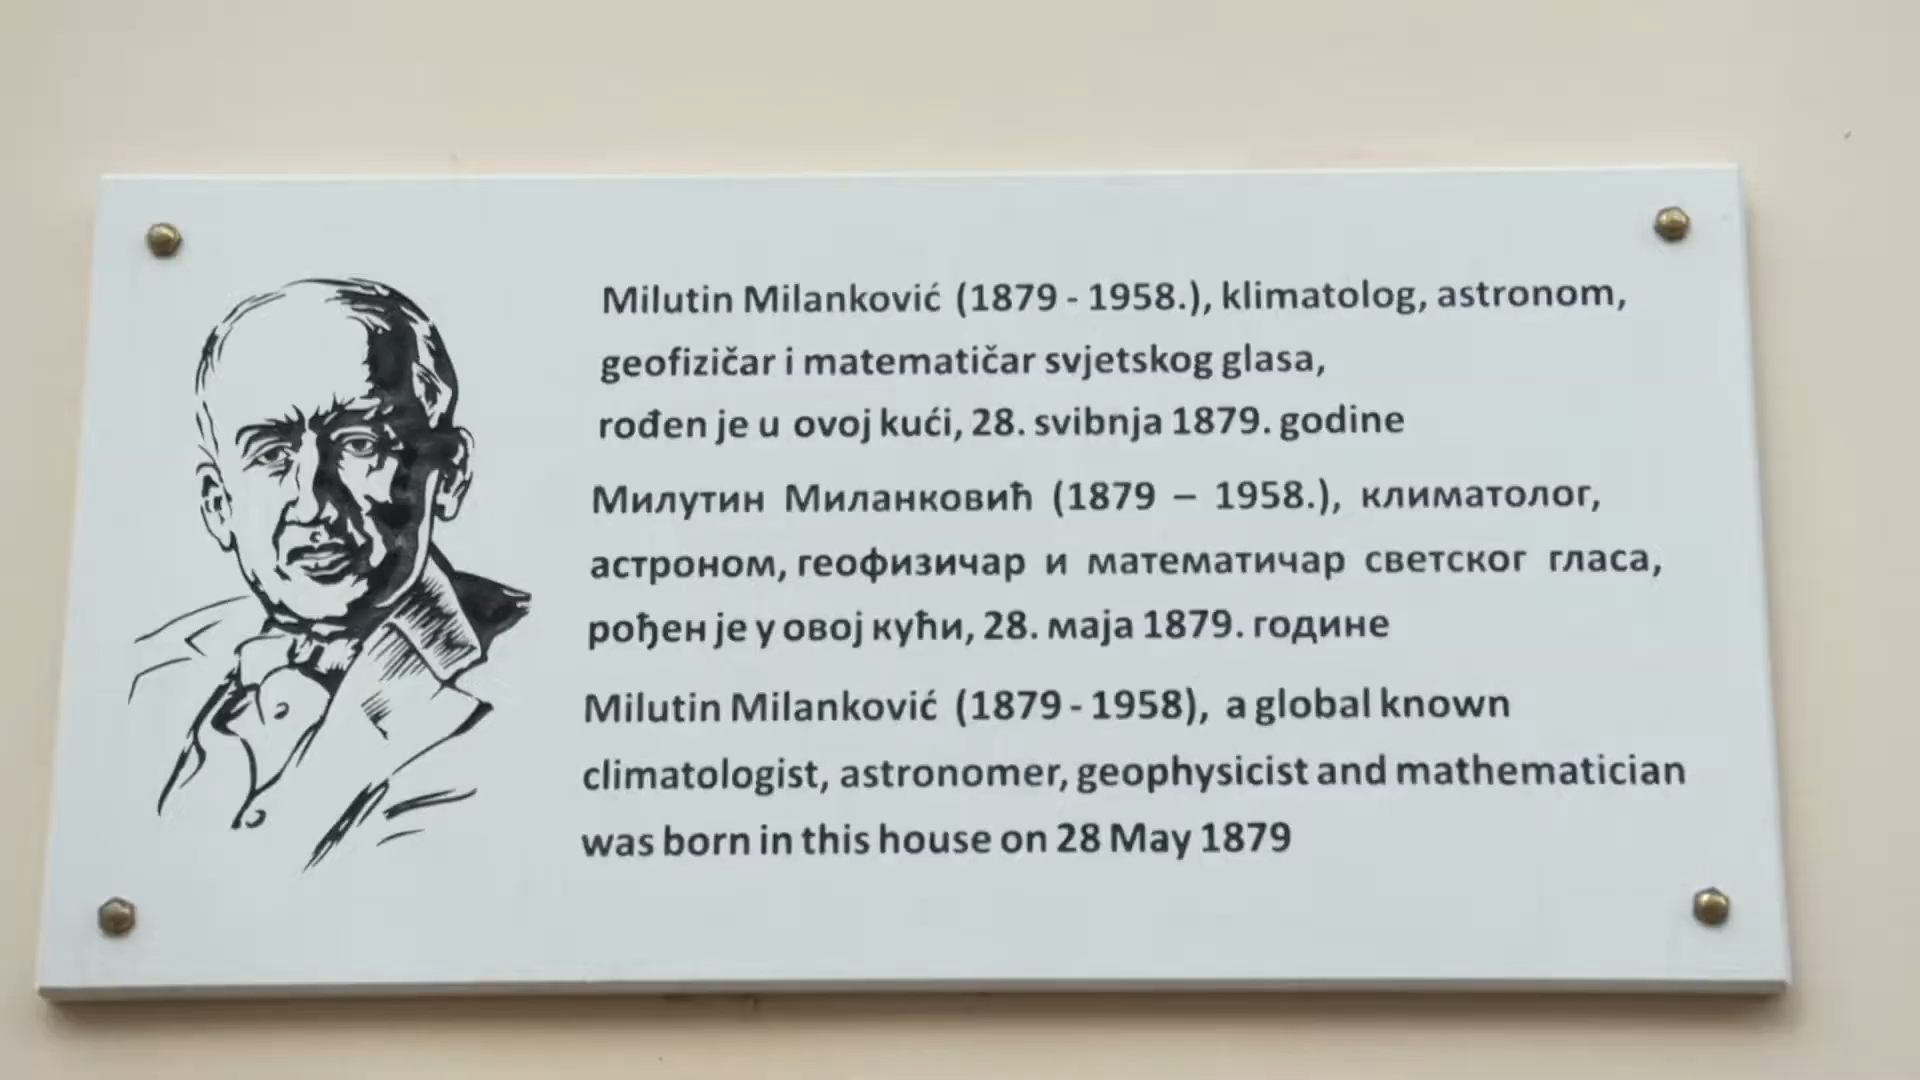 Milutin Milanković (1879 - 1958.), klimatolog, astronom,
geofizičar i matematičar svjetskog glasa,
rođen je u ovoj kući, 28. svibnja 1879. godine
Милутин Миланковић (1879 – 1958.), климатолог,
астроном, геофизичар и математичар светског гласа,
рођен је у овој кући, 28. маја 1879. године
Milutin Milanković (1879 - 1958), a global known
climatologist, astronomer, geophysicist and mathematician
was born in this house on 28 May 1879